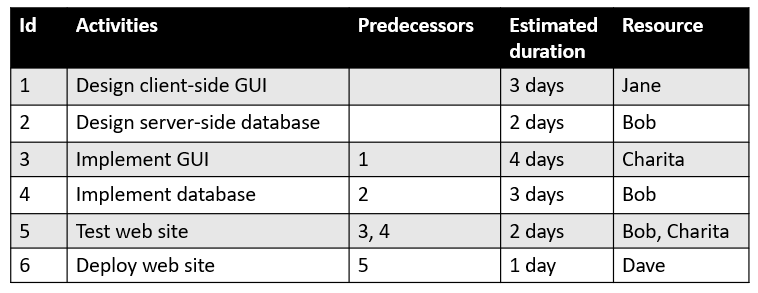 Id Activities Predecessors Estimated duration Resource
1 Design client-side GUI 3 days Jane
2 Design server-side database 2 days Bob
3 Implement GUI 1 4 days Charita
4 Implement database 2 3 days Bob
5 Test web site 3, 4 2 days Bob, Charita
6 Deploy web site 5 1 day Dave